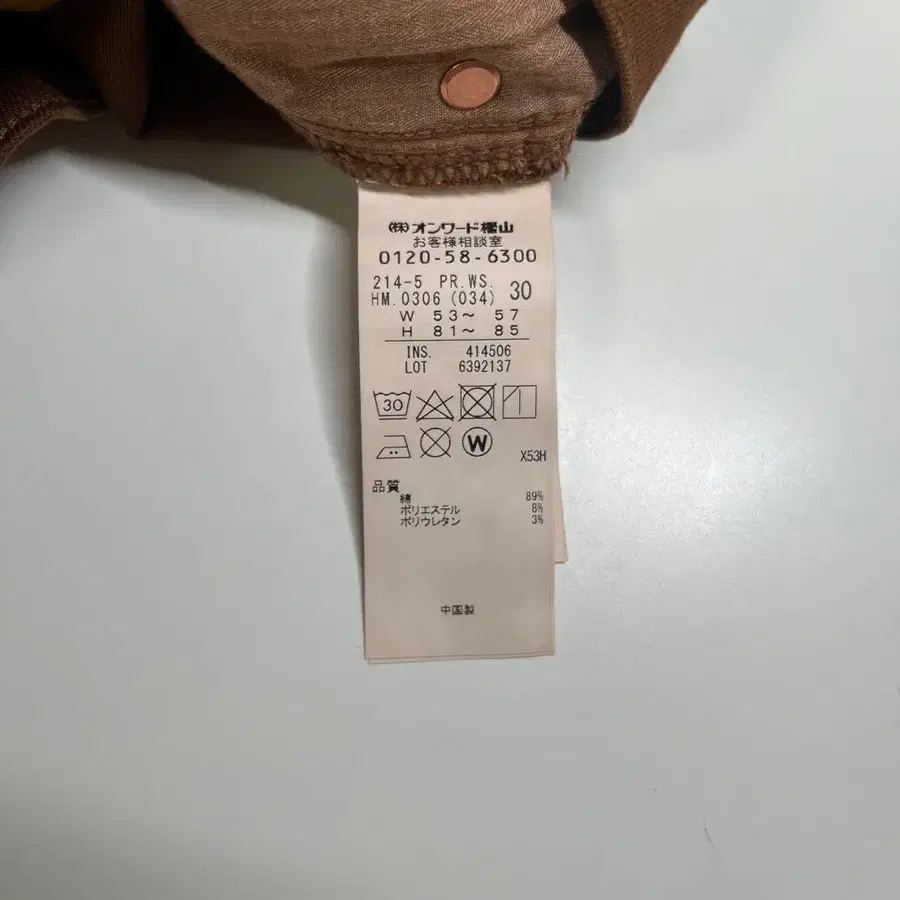 (株)オンワード樫山
お客様相談室
0120-58-6300
214-5 PR.WS.
HM.0306 (034) 30
W 53～ 57
H 81～ 85
INS. 414506
LOT 6392137
30
W
X53H
品質
綿 89%
ポリエステル 8%
ポリウレタン 3%
中国製